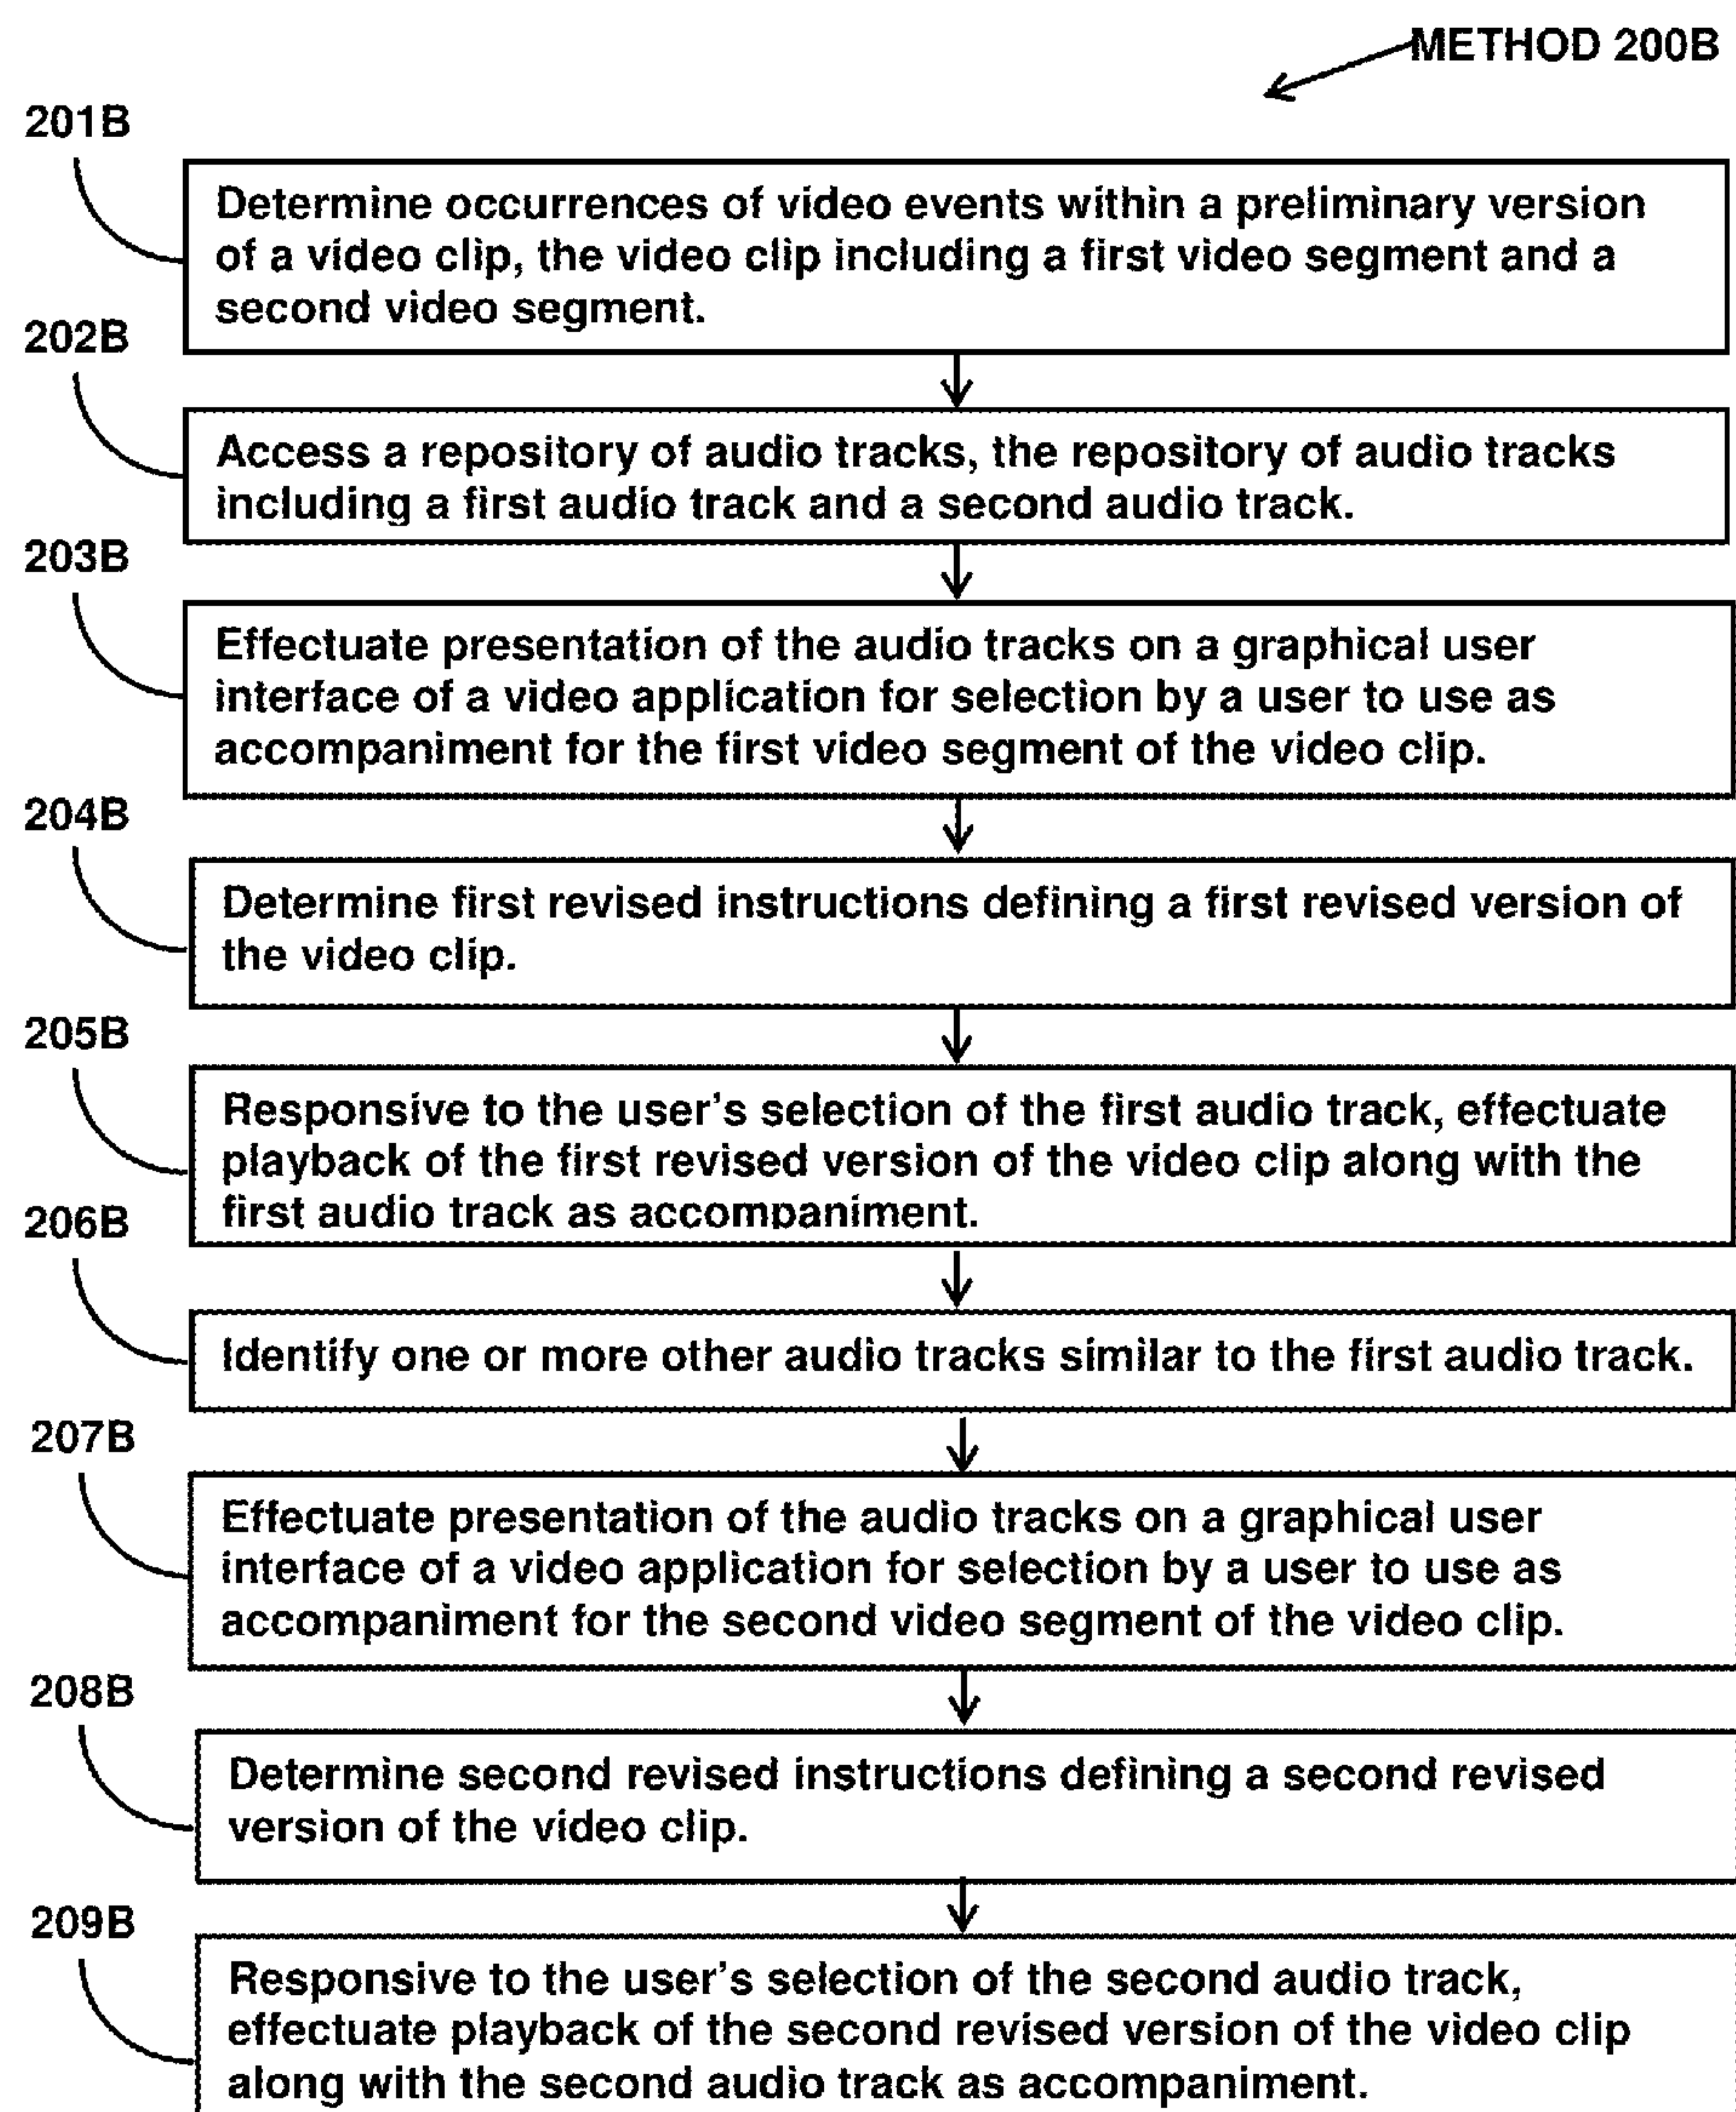 METHOD 200B
201B
Determine occurrences of video events within a preliminary version
of a video clip, the video clip including a first video segment and a
second video segment.
202B
Access a repository of audio tracks, the repository of audio tracks
including a first audio track and a second audio track.
203B
Effectuate presentation of the audio tracks on a graphical user
interface of a video application for selection by a user to use as
accompaniment for the first video segment of the video clip.
204B
Determine first revised instructions defining a first revised version of
the video clip.
205B
Responsive to the user's selection of the first audio track, effectuate
playback of the first revised version of the video clip along with the
first audio track as accompaniment.
206B
Identify one or more other audio tracks similar to the first audio track.
207B
Effectuate presentation of the audio tracks on a graphical user
interface of a video application for selection by a user to use as
accompaniment for the second video segment of the video clip.
208B
Determine second revised instructions defining a second revised
version of the video clip.
209B
Responsive to the user's selection of the second audio track,
effectuate playback of the second revised version of the video clip
along with the second audio track as accompaniment.